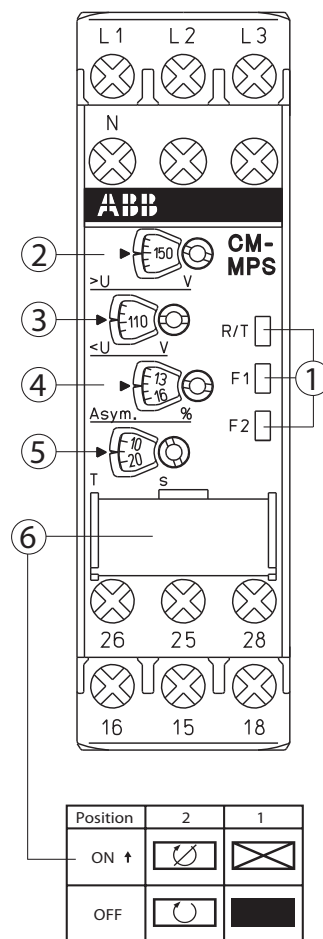 L1 L2 L3
N
ABB
CM-
MPS
2
150
>U V
3
110
<U V
R/T
4
13
16
F1
1
Asym. %
F2
5
10
20
T s
6
26 25 28
16 15 18
Position 2 1
ON
OFF